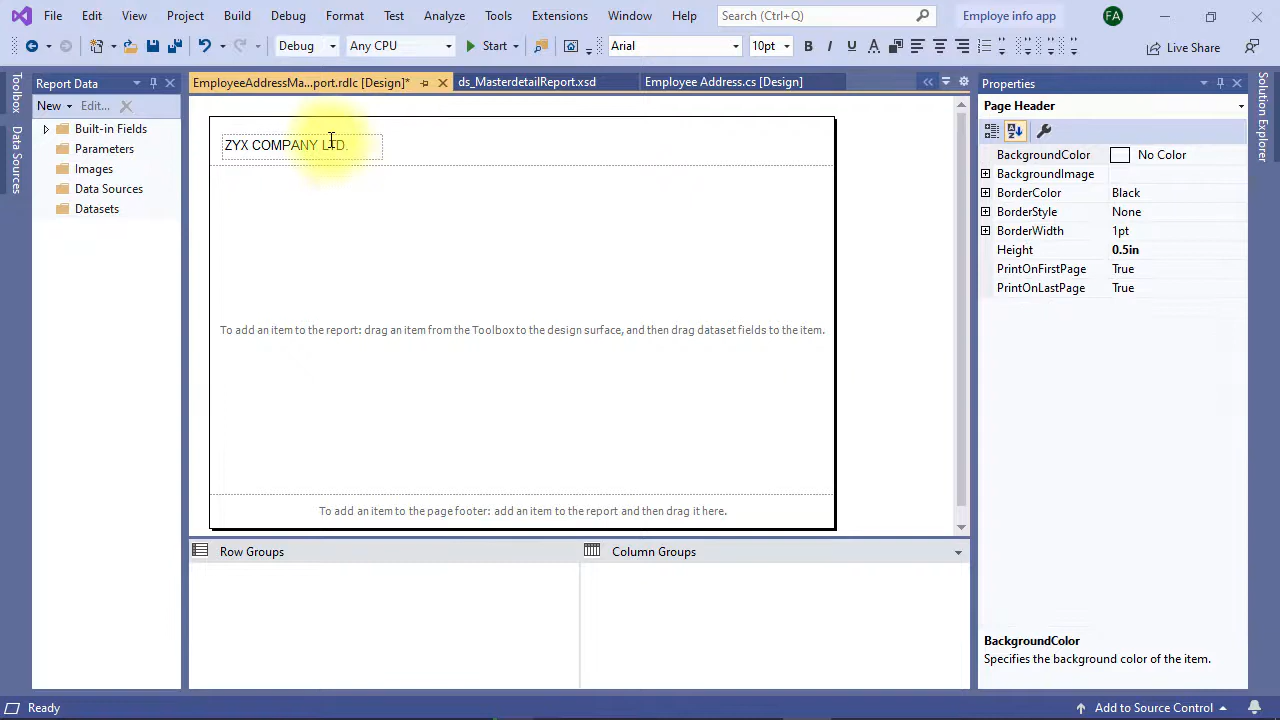 File Edit View Project Build Debug Format Test Analyze Tools Extensions Window Help Search (Ctrl+Q) Employe info app FA
Debug Any CPU Start Arial 10pt B I U A Live Share
Toolbox
Data Sources
Report Data
New Edit...
Built-in Fields
Parameters
Images
Data Sources
Datasets
EmployeeAddressMa...port.rdlc [Design]* ds_MasterdetailReport.xsd Employee Address.cs [Design]
ZYX COMPANY LTD.
To add an item to the report: drag an item from the Toolbox to the design surface, and then drag dataset fields to the item.
To add an item to the page footer: add an item to the report and then drag it here.
Row Groups Column Groups
Properties
Page Header
BackgroundColor No Color
BackgroundImage
BorderColor Black
BorderStyle None
BorderWidth 1pt
Height 0.5in
PrintOnFirstPage True
PrintOnLastPage True
BackgroundColor
Specifies the background color of the item.
Solution Explorer
Ready Add to Source Control